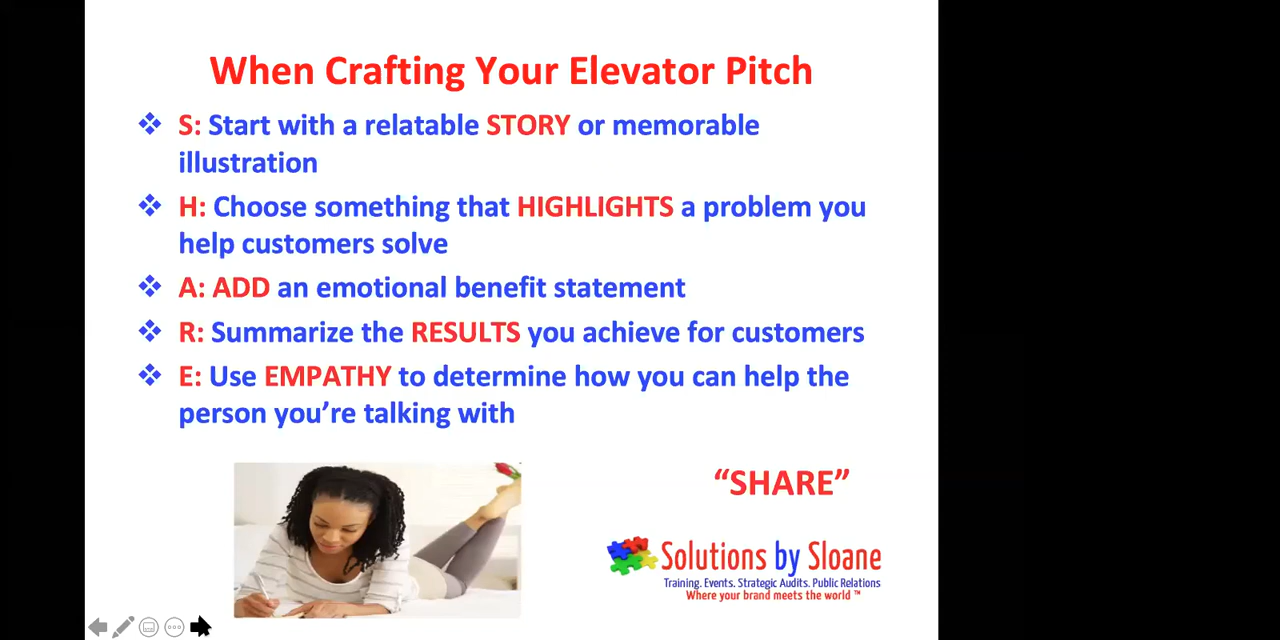 When Crafting Your Elevator Pitch
S: Start with a relatable STORY or memorable
illustration
H: Choose something that HIGHLIGHTS a problem you
help customers solve
A: ADD an emotional benefit statement
R: Summarize the RESULTS you achieve for customers
E: Use EMPATHY to determine how you can help the
person you’re talking with
“SHARE”
Solutions by Sloane
Training. Events. Strategic Audits. Public Relations
Where your brand meets the world ™